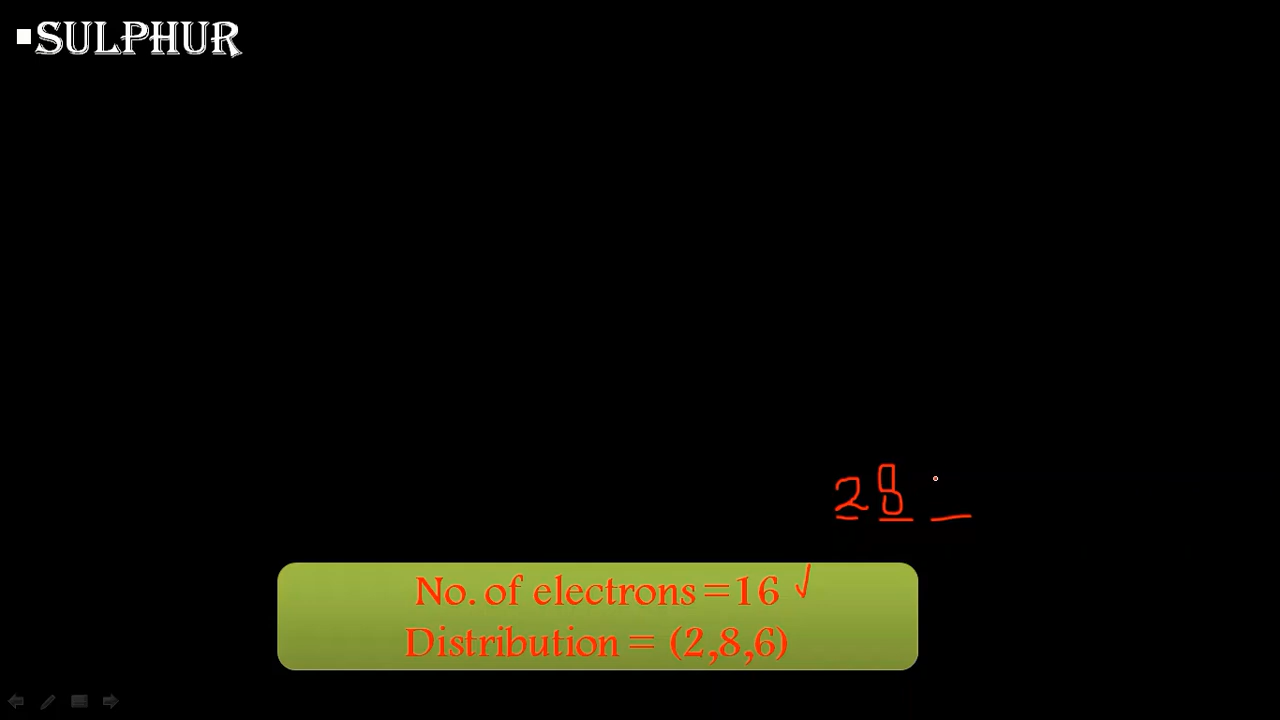 SULPHUR
2 8
No. of electrons =16 √
Distribution = (2,8,6)